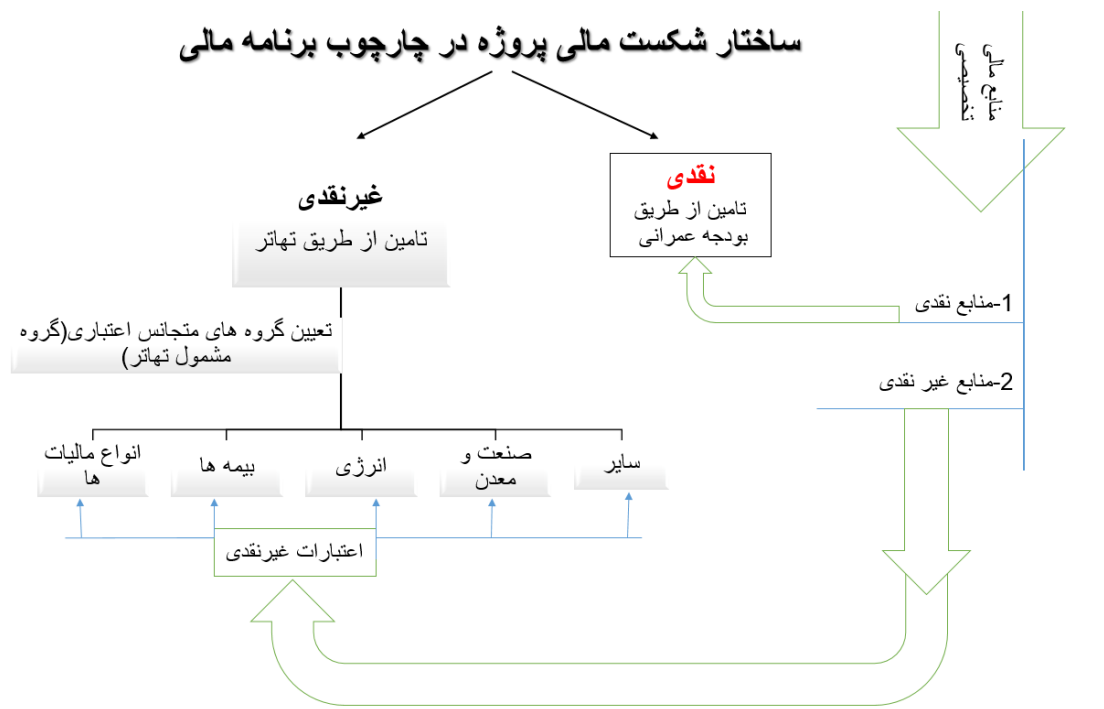 ساختار شکست مالی پروژه در چارچوب برنامه مالی
منابع مالی
تخصیصی
نقدی
تامین از طریق
بودجه عمرانی
غیرنقدی
تامین از طریق تهاتر
1-منابع نقدی
تعیین گروه های متجانس اعتباری(گروه
مشمول تهاتر)
2-منابع غیر نقدی
سایر
صنعت و
معدن
انرژی
بیمه ها
انواع مالیات
ها
اعتبارات غیرنقدی